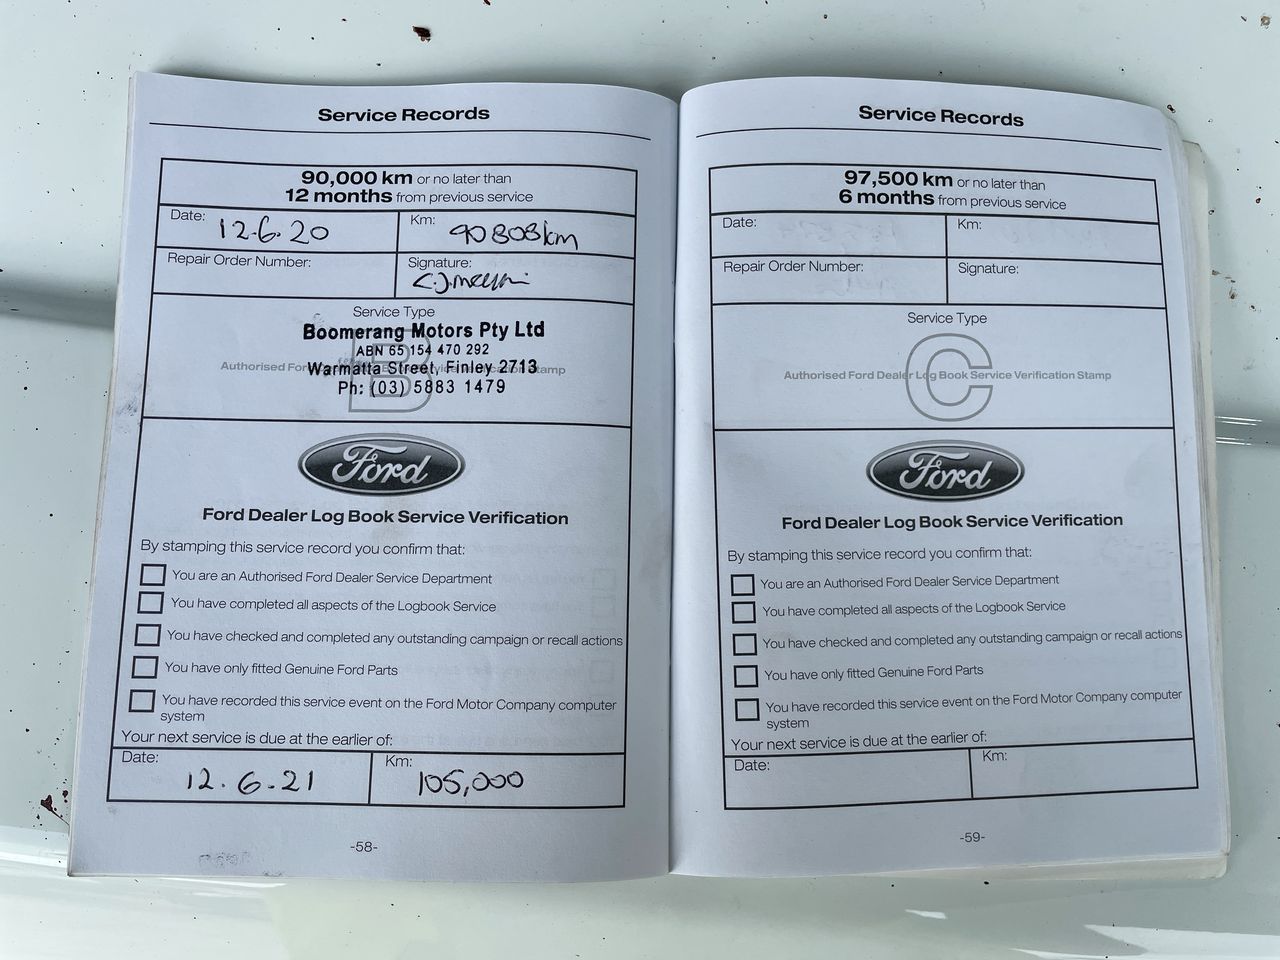 Service Records
90,000 km or no later than
12 months from previous service
Date: 12.6.20
Km: 90808km
Repair Order Number:
Signature:
Service Type
B
Boomerang Motors Pty Ltd
ABN 65 154 470 292
Warmatta Street, Finley 2713
Ph: (03) 5883 1479
Ford
Ford Dealer Log Book Service Verification
By stamping this service record you confirm that:
You are an Authorised Ford Dealer Service Department
You have completed all aspects of the Logbook Service
You have checked and completed any outstanding campaign or recall actions
You have only fitted Genuine Ford Parts
You have recorded this service event on the Ford Motor Company computer
system
Your next service is due at the earlier of:
Date: 12.6.21
Km: 105,000
-58-
Service Records
97,500 km or no later than
6 months from previous service
Date:
Km:
Repair Order Number:
Signature:
Service Type
C
Authorised Ford Dealer Log Book Service Verification Stamp
Ford
Ford Dealer Log Book Service Verification
By stamping this service record you confirm that:
You are an Authorised Ford Dealer Service Department
You have completed all aspects of the Logbook Service
You have checked and completed any outstanding campaign or recall actions
You have only fitted Genuine Ford Parts
You have recorded this service event on the Ford Motor Company computer
system
Your next service is due at the earlier of:
Date:
Km:
-59-